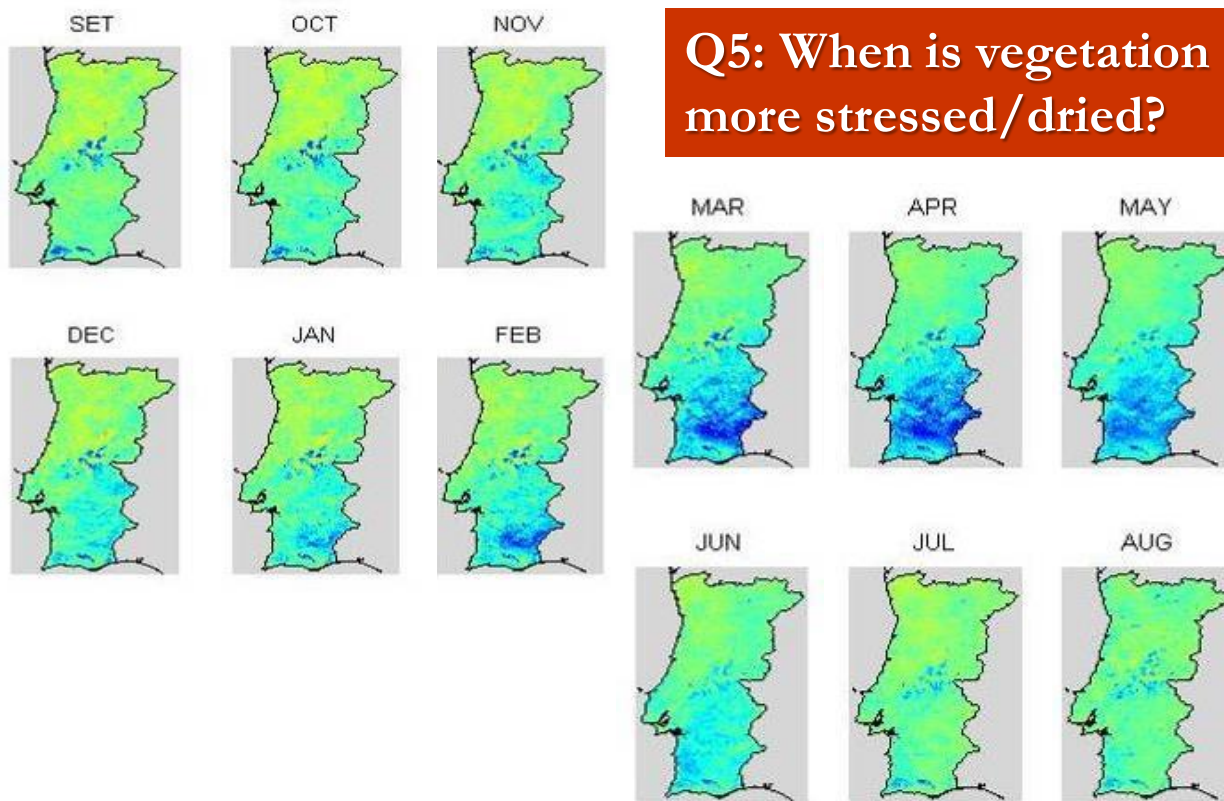 SET OCT NOV
Q5: When is vegetation
more stressed/dried?
MAR APR MAY
DEC JAN FEB
JUN JUL AUG